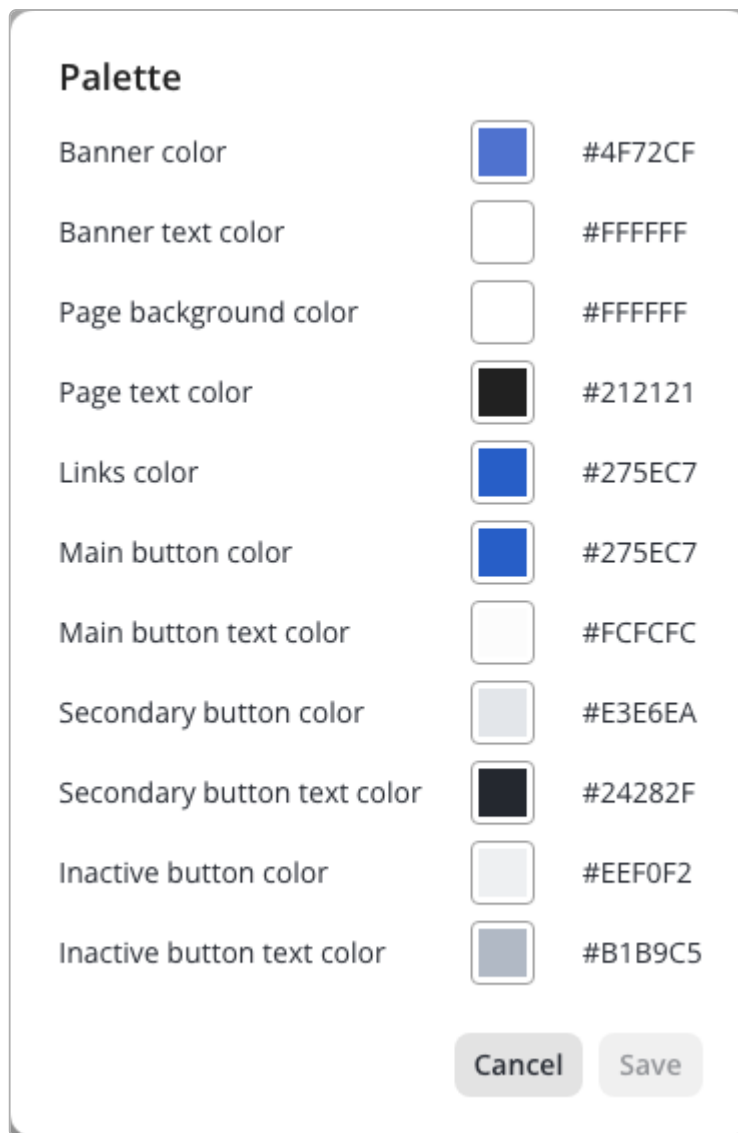 Palette
Banner color #4F72CF
Banner text color #FFFFFF
Page background color #FFFFFF
Page text color #212121
Links color #275EC7
Main button color #275EC7
Main button text color #FCFCFC
Secondary button color #E3E6EA
Secondary button text color #24282F
Inactive button color #EEF0F2
Inactive button text color #B1B9C5
Cancel Save